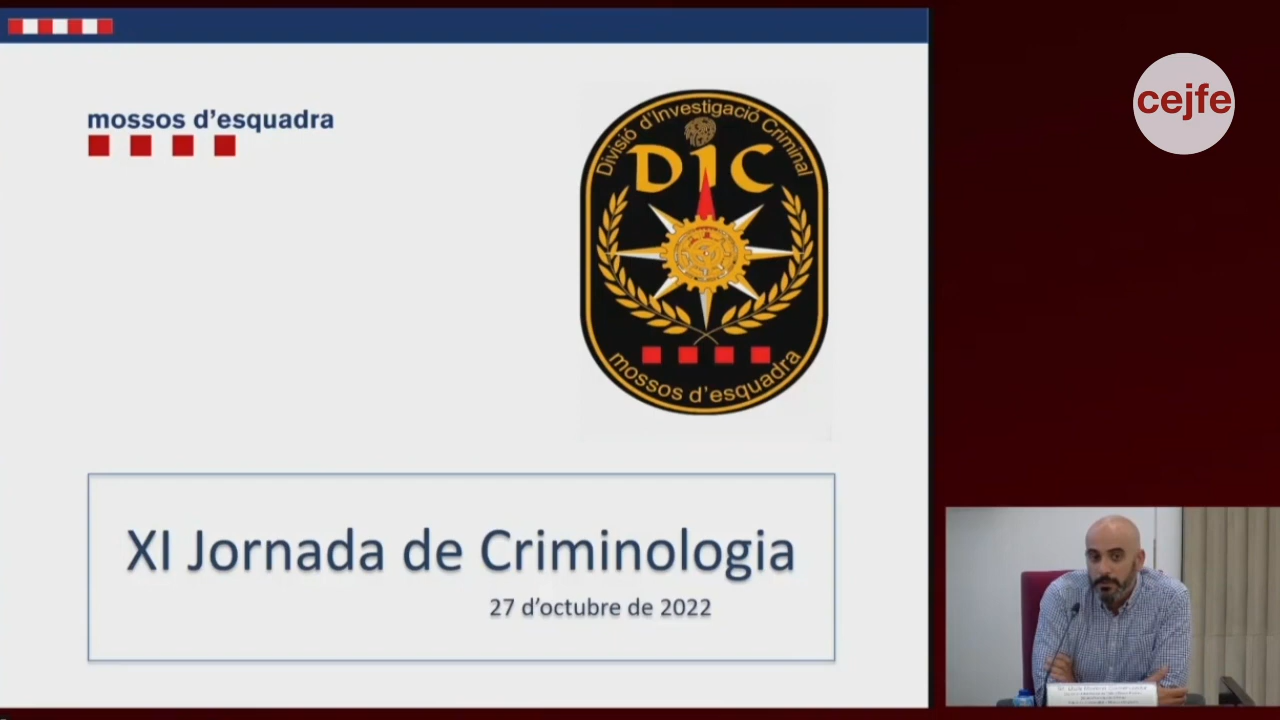 mossos d'esquadra
Divisió d'Investigació Criminal
DIC
mossos d'esquadra
XI Jornada de Criminologia
27 d'octubre de 2022
cejfe